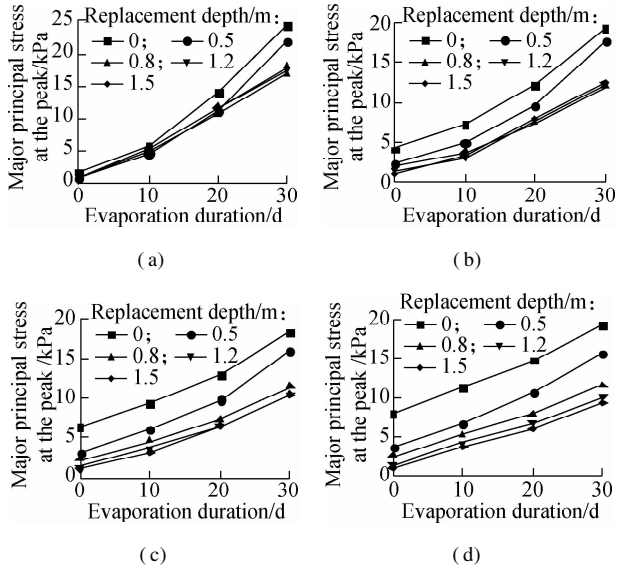 Replacement depth/m:
0; 0.5
0.8; 1.2
1.5
Major principal stress
at the peak/kPa
25
20
15
10
5
0
0 10 20 30
Evaporation duration/d
(a)
Replacement depth/m:
0; 0.5
0.8; 1.2
1.5
Major principal stress
at the peak/kPa
20
15
10
5
0
0 10 20 30
Evaporation duration/d
(b)
Replacement depth/m:
0; 0.5
0.8; 1.2
1.5
Major principal stress
at the peak /kPa
20
15
10
5
0
0 10 20 30
Evaporation duration/d
(c)
Replacement depth/m:
0; 0.5
0.8; 1.2
1.5
Major principal stress
at the peak /kPa
20
15
10
5
0
0 10 20 30
Evaporation duration/d
(d)